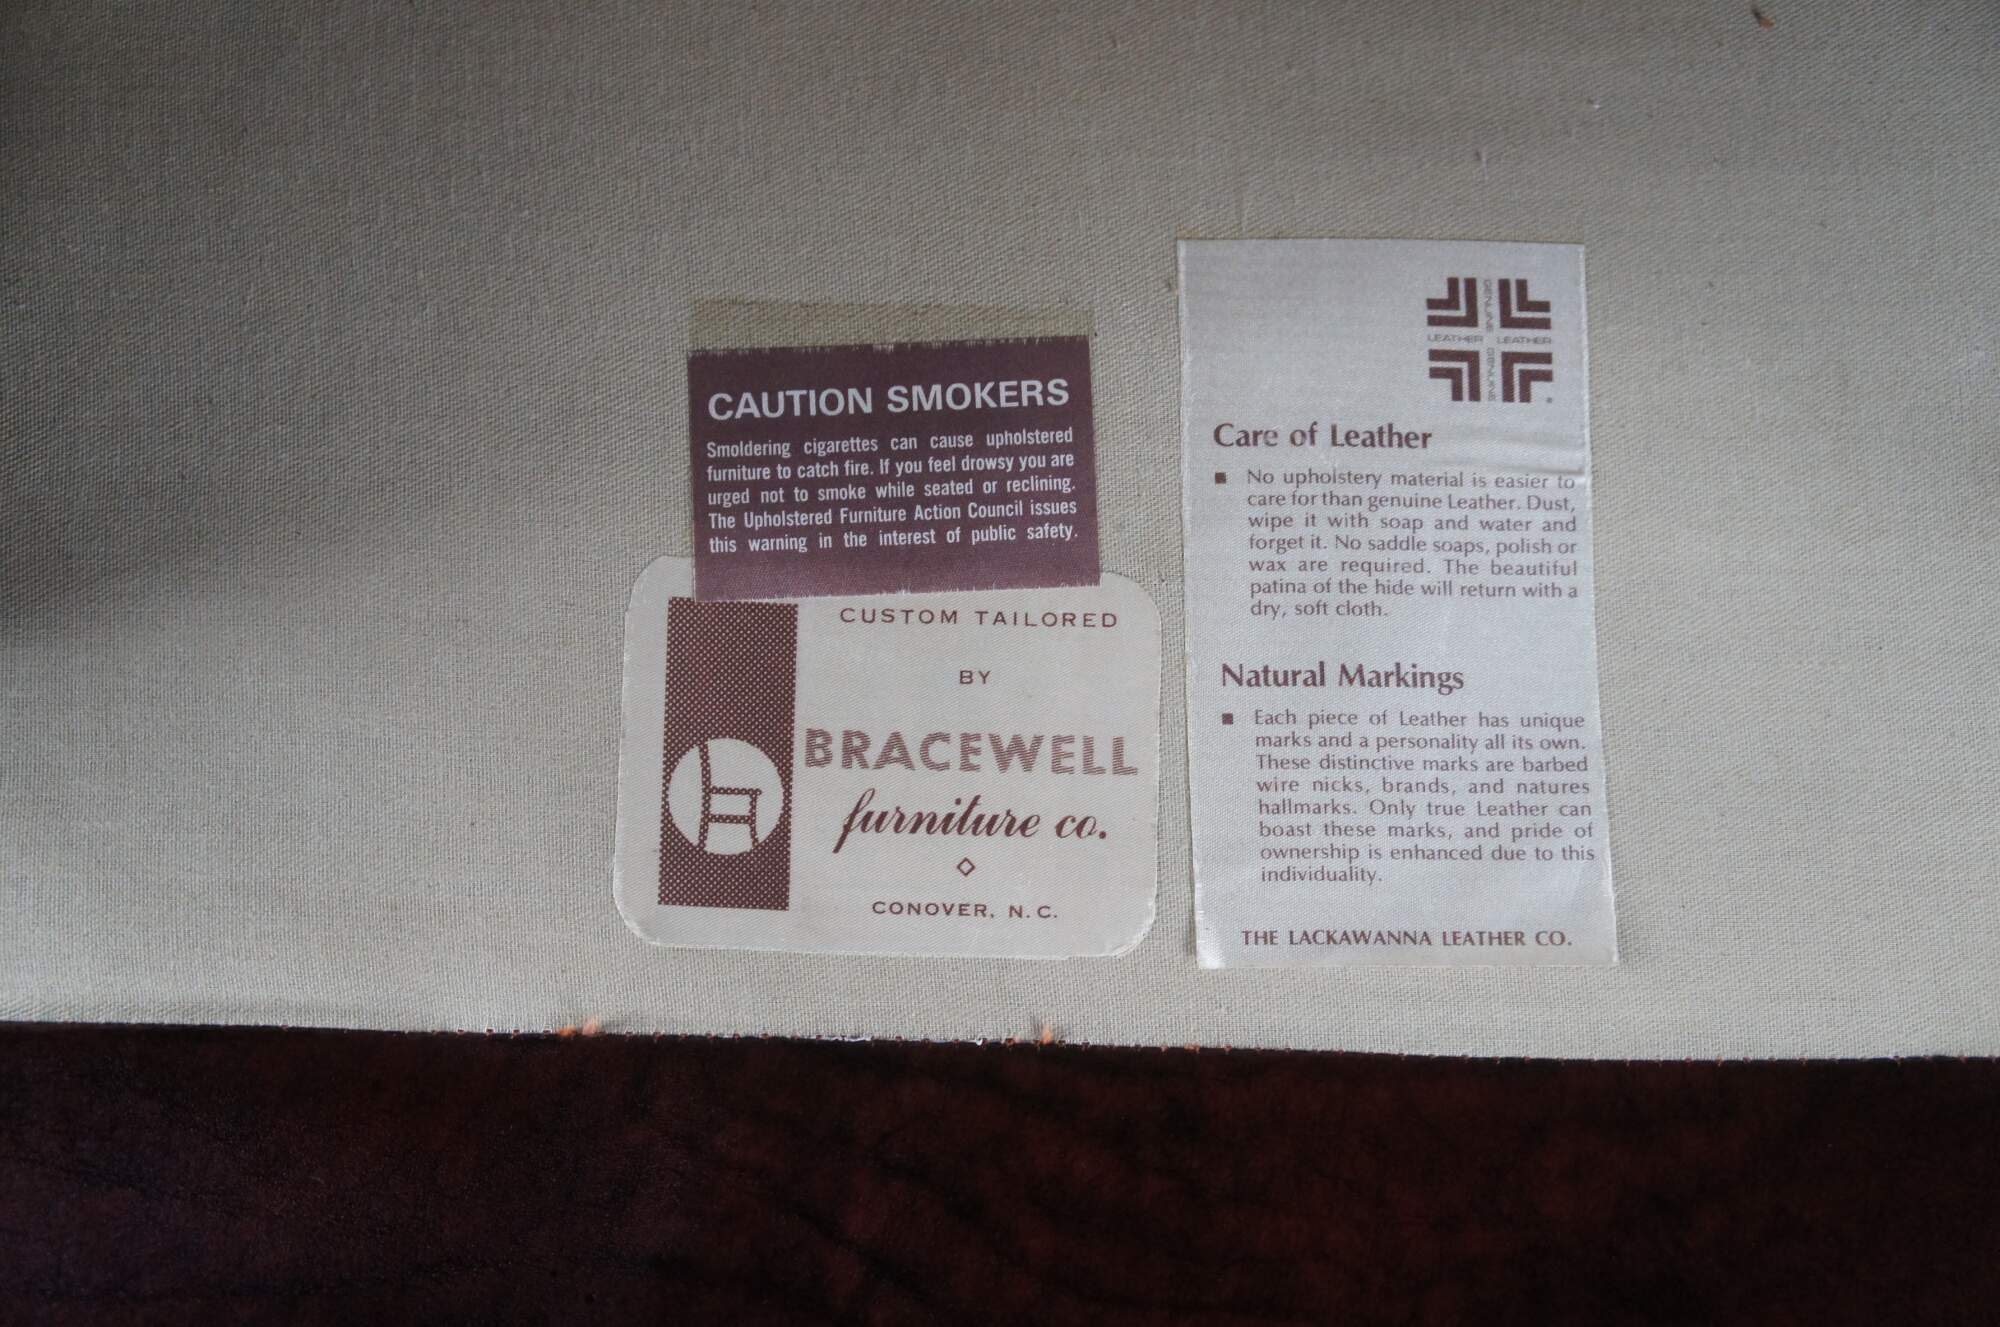 CAUTION SMOKERS
Smoldering cigarettes can cause upholstered
furniture to catch fire. If you feel drowsy you are
urged not to smoke while seated or reclining.
The Upholstered Furniture Action Council issues
this warning in the interest of public safety.
CUSTOM TAILORED
BY
BRACEWELL
furniture co.
CONOVER, N.C.
GENUINE
LEATHER LEATHER
GENUINE
Care of Leather
■ No upholstery material is easier to
care for than genuine Leather. Dust,
wipe it with soap and water and
forget it. No saddle soaps, polish or
wax are required. The beautiful
patina of the hide will return with a
dry, soft cloth.
Natural Markings
■ Each piece of Leather has unique
marks and a personality all its own.
These distinctive marks are barbed
wire nicks, brands, and natures
hallmarks. Only true Leather can
boast these marks, and pride of
ownership is enhanced due to this
individuality.
THE LACKAWANNA LEATHER CO.